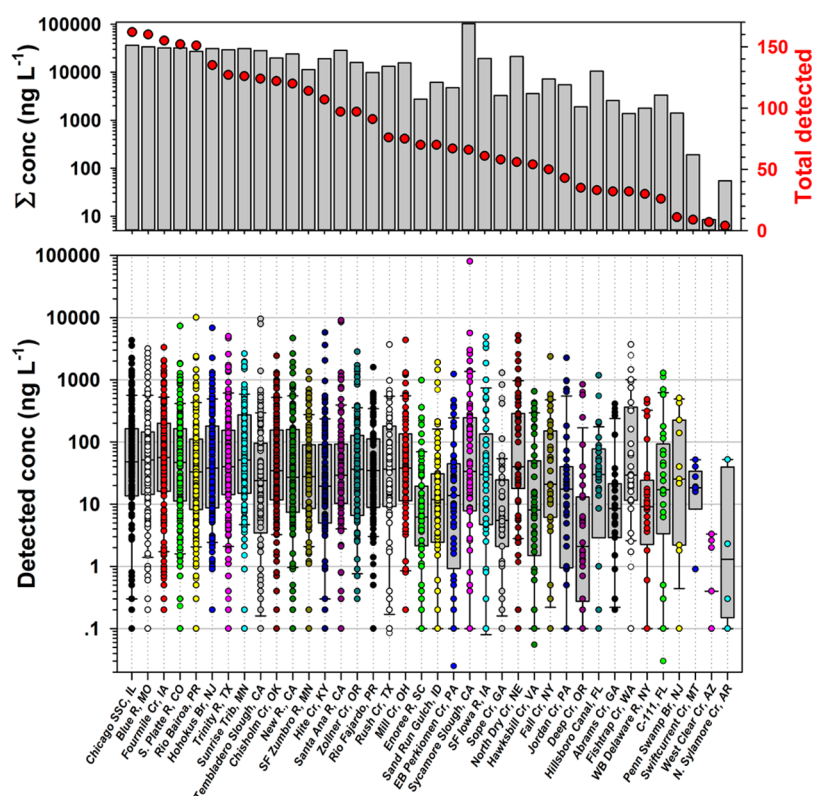 Σ conc (ng L-1)
100000
10000
1000
100
10
150
100
50
0
Total detected
Detected conc (ng L-1)
100000
10000
1000
100
10
1
.1
Chicago SSC, IL
Blue R, MO
Fourmile Cr, IA
S. Platte R, CO
Rio Bairoa, PR
Hohokus Br, NJ
Trinity R, TX
Sunrise Trib, MN
Tembladero Slough, CA
Chisholm Cr, OK
New R., CA
SF Zumbro R, MN
Hite Cr, KY
Santa Ana R, CA
Zollner Cr, OR
Rio Fajardo, PR
Rush Cr, TX
Mill Cr, OH
Enoree R, SC
Sand Run Gulch, ID
EB Perkiomen Cr, PA
Sycamore Slough, CA
SF Iowa R, IA
Sope Cr, GA
North Dry Cr, NE
Hawksbill Cr, VA
Fall Cr, NY
Jordan Cr, PA
Deep Cr, OR
Hillsboro Canal, FL
Abrams Cr, GA
Fishtrap Cr, WA
WB Delaware R, NY
C-111, FL
Penn Swamp Br, NJ
Swiftcurrent Cr, MT
West Clear Cr, AZ
N. Sylamore Cr, AR